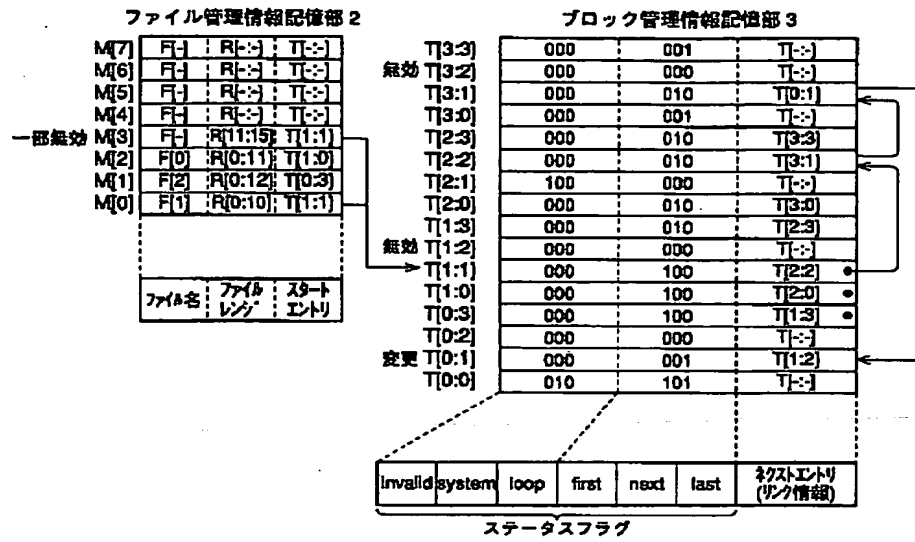 ファイル管理情報記憶部2
M[7] F[-] R[-:-] T[-:-]
M[6] F[-] R[-:-] T[-:-]
M[5] F[-] R[-:-] T[-:-]
M[4] F[-] R[-:-] T[-:-]
一部無効 M[3] F[-] R[11:15] T[1:1]
M[2] F[0] R[0:11] T[1:0]
M[1] F[2] R[0:12] T[0:3]
M[0] F[1] R[0:10] T[1:1]
ファイル名 ファイルレンジ スタートエントリ
ブロック管理情報記憶部3
T[3:3] 000 001 T[-:-]
無効 T[3:2] 000 000 T[-:-]
T[3:1] 000 010 T[0:1]
T[3:0] 000 001 T[-:-]
T[2:3] 000 010 T[3:3]
T[2:2] 000 010 T[3:1]
T[2:1] 100 000 T[-:-]
T[2:0] 000 010 T[3:0]
T[1:3] 000 010 T[2:3]
無効 T[1:2] 000 000 T[-:-]
T[1:1] 000 100 T[2:2]
T[1:0] 000 100 T[2:0]
T[0:3] 000 100 T[1:3]
T[0:2] 000 000 T[-:-]
変更 T[0:1] 000 001 T[1:2]
T[0:0] 010 101 T[-:-]
invalid system loop first next last ネクストエントリ
(リンク情報)
ステータスフラグ